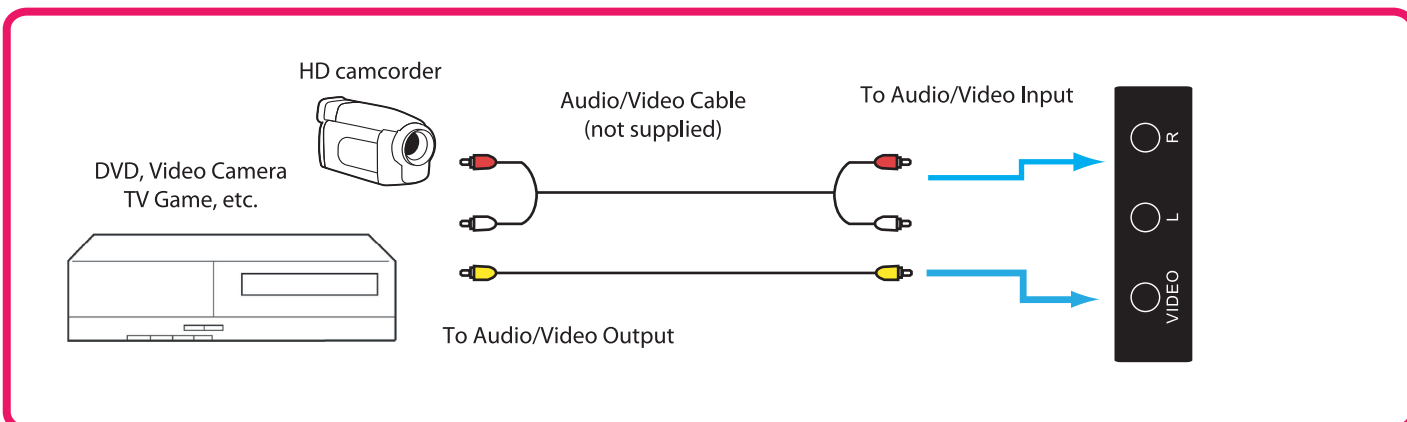 HD camcorder
Audio/Video Cable
(not supplied)
To Audio/Video Input
DVD, Video Camera
TV Game, etc.
To Audio/Video Output
R
L
VIDEO